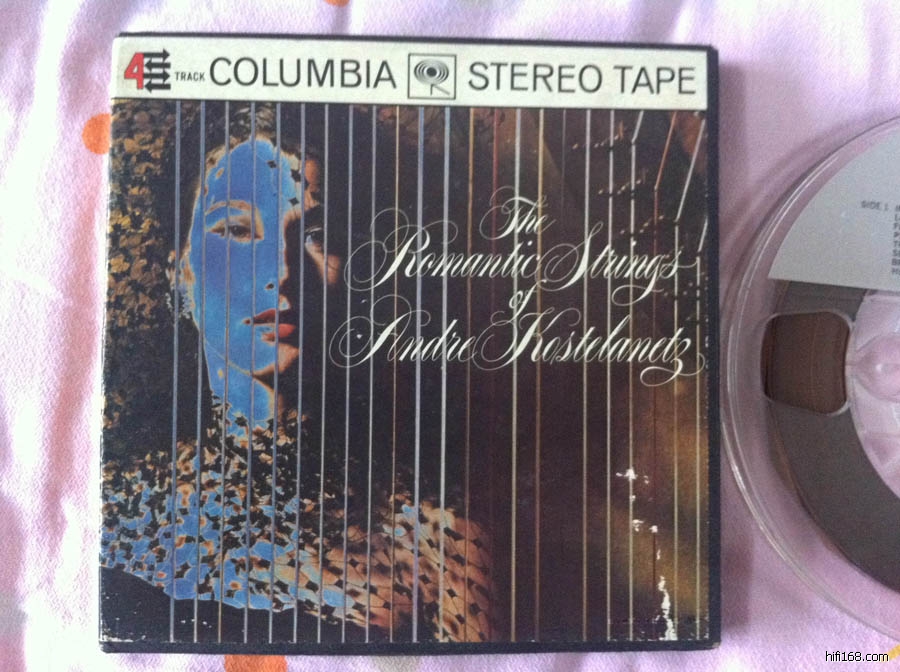 4 TRACK COLUMBIA STEREO TAPE
The
Romantic Strings
of
Andre Kostelanetz
SIDE 1
hifi168.com